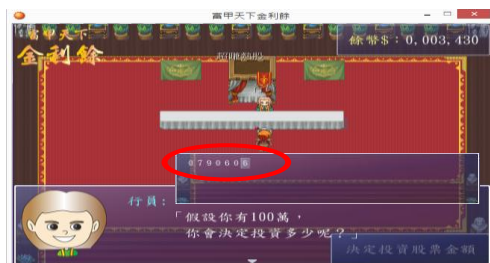 富甲天下金利餘
富甲天下
金利餘
餘幣$：0,003,430
0790606
行員：
「假設你有100萬，
你會決定投資多少呢？」
決定投資股票金額